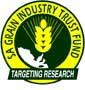 SA GRAIN INDUSTRY TRUST FUND
TARGETING RESEARCH